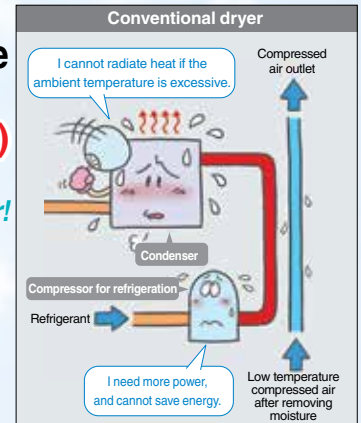 Conventional dryer
e
)
r!
I cannot radiate heat if the
ambient temperature is excessive.
Compressed
air outlet
Condenser
Compressor for refrigeration
Refrigerant
I need more power,
and cannot save energy.
Low temperature
compressed air
after removing
moisture